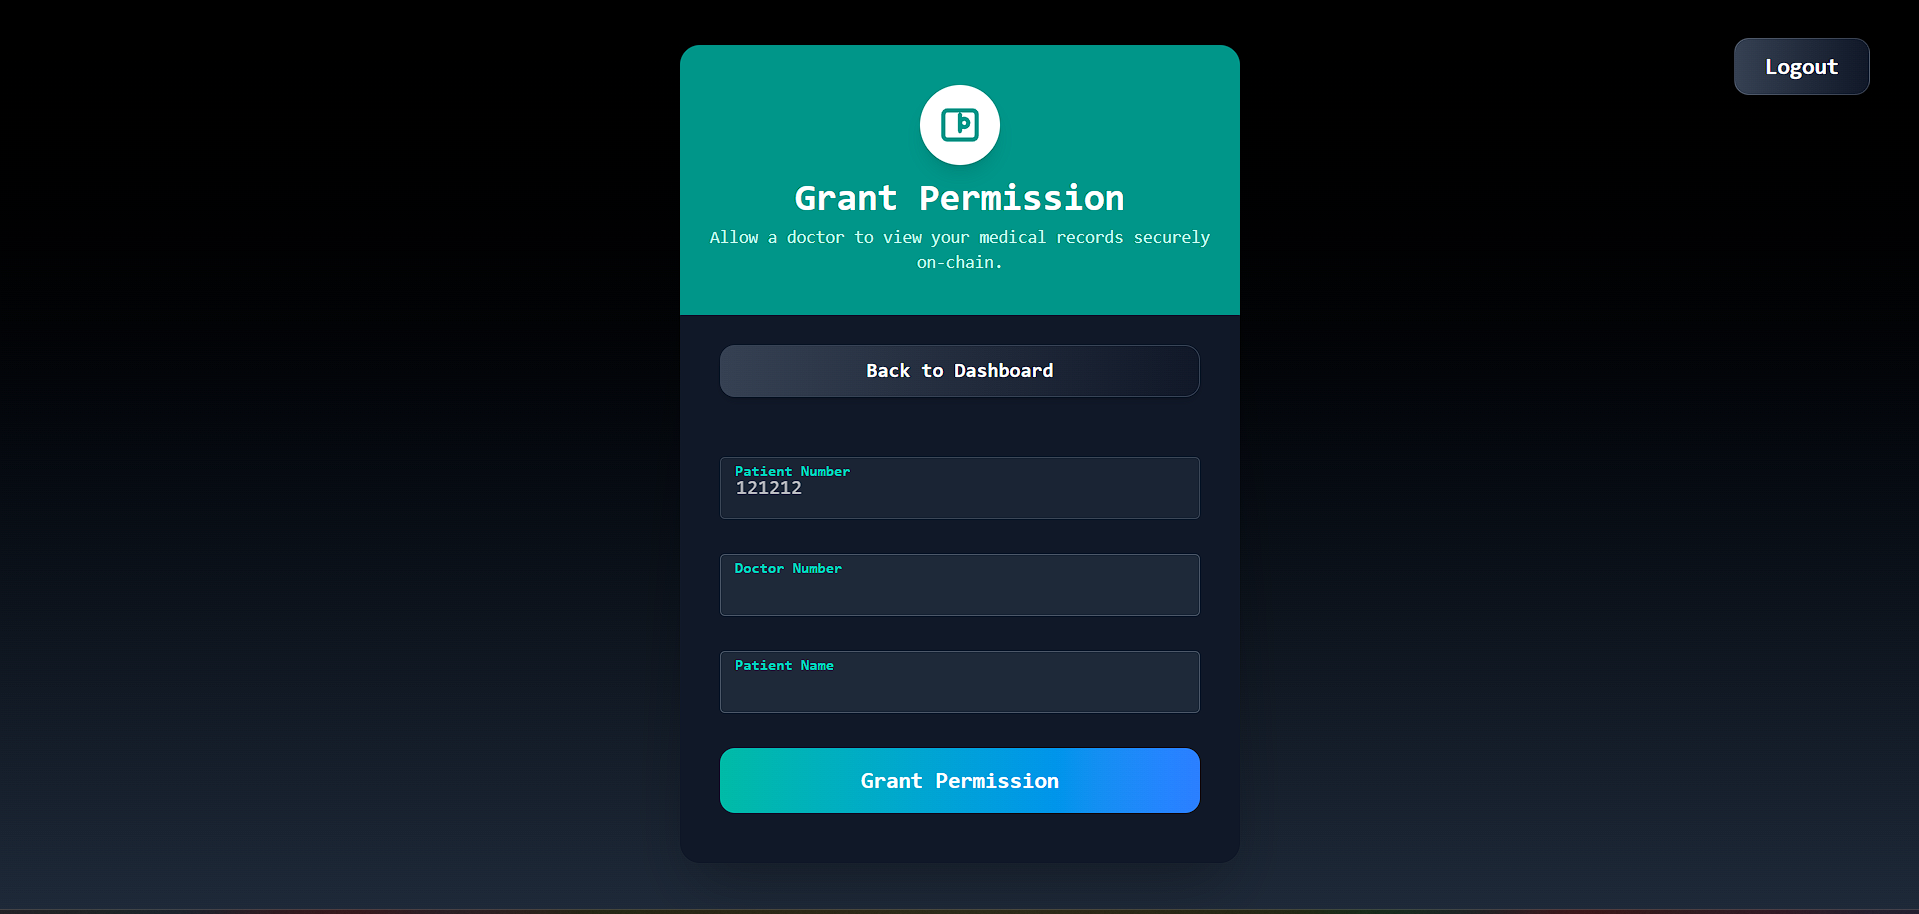 Logout
Grant Permission
Allow a doctor to view your medical records securely
on-chain.
Back to Dashboard
Patient Number
121212
Doctor Number
Patient Name
Grant Permission